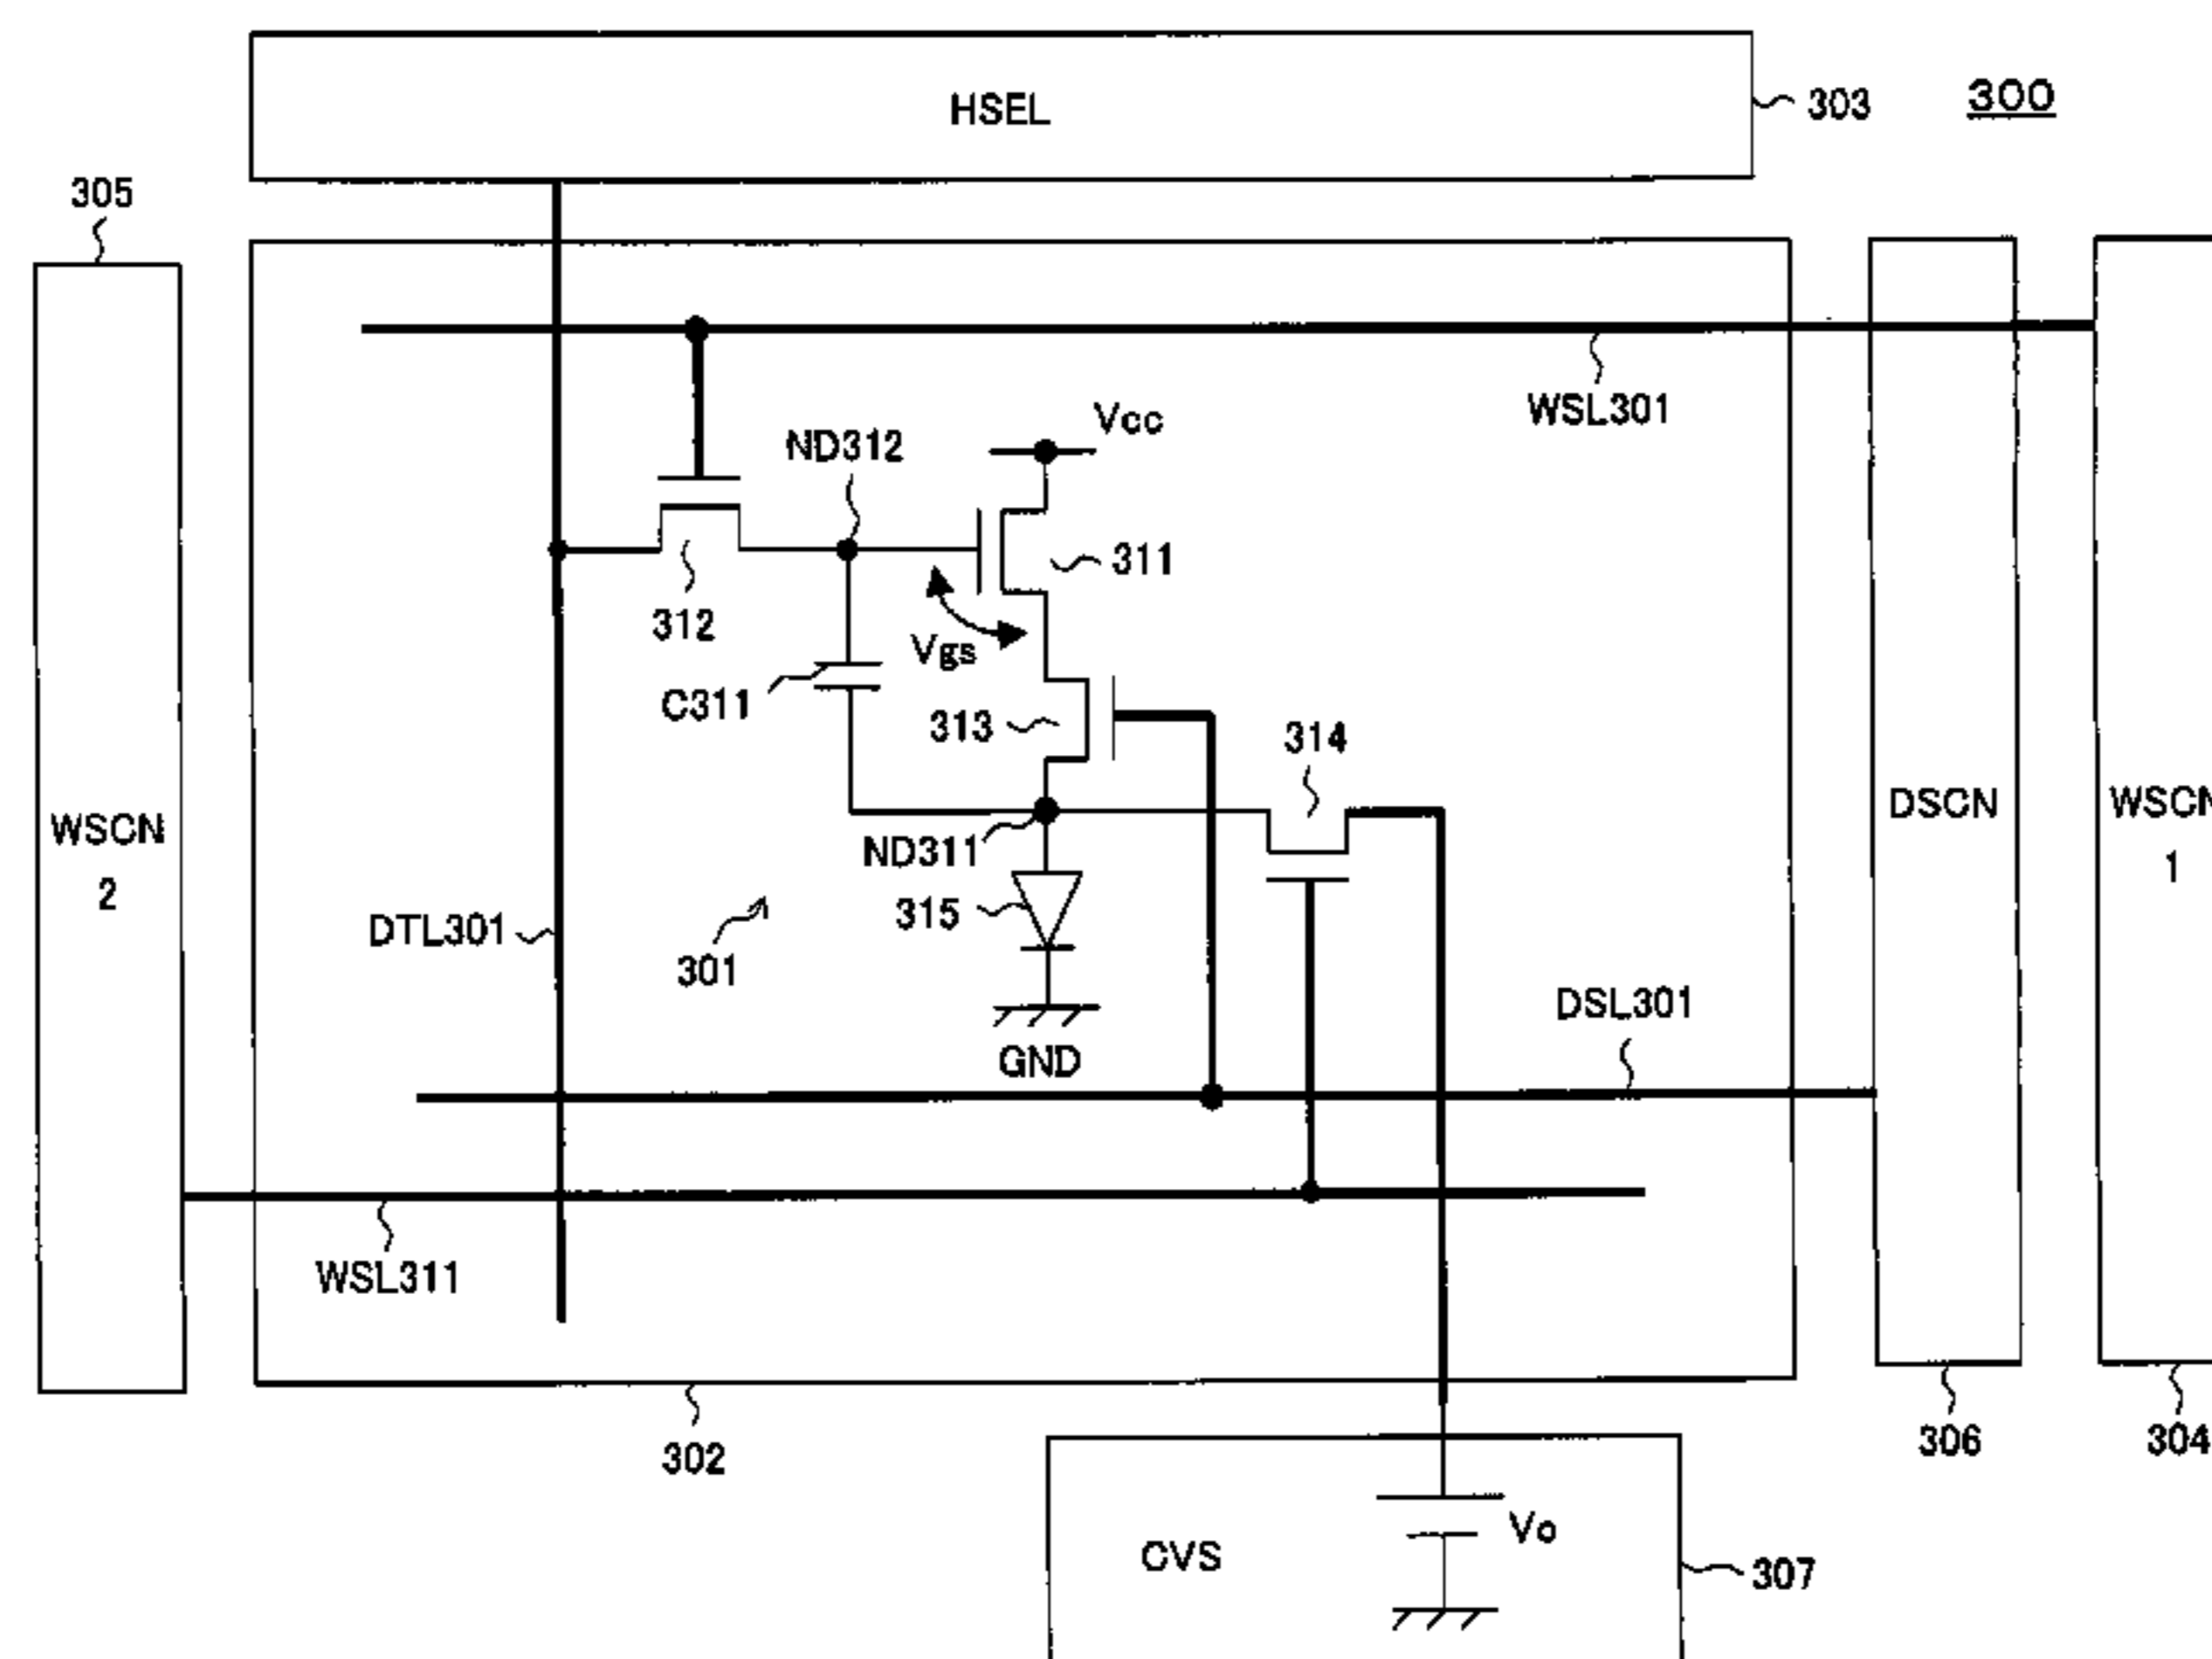 HSEL
303
300
305
WSL301
Vcc
ND312
311
312
Vgs
C311
313
314
WSCN
2
DSCN
WSCN
1
ND311
315
DTL301
301
DSL301
GND
WSL311
302
306
304
Vo
CVS
307